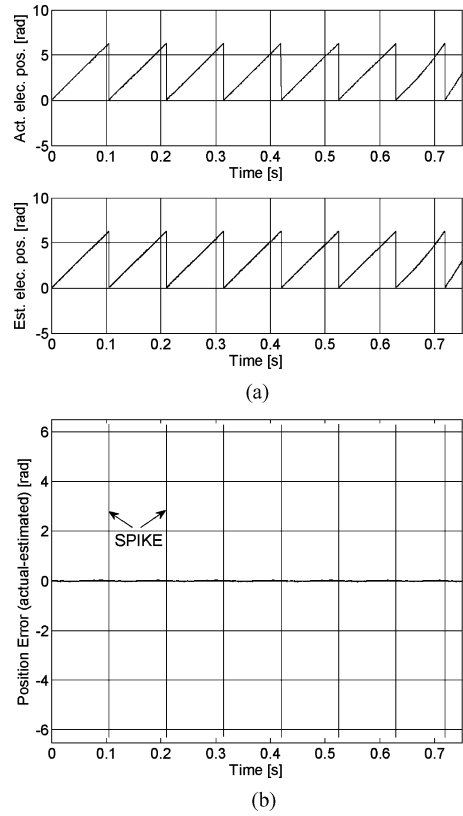 Act. elec. pos. [rad]
10
5
0
-5
0 0.1 0.2 0.3 0.4 0.5 0.6 0.7
Time [s]
Est. elec. pos. [rad]
10
5
0
-5
0 0.1 0.2 0.3 0.4 0.5 0.6 0.7
Time [s]
(a)
Position Error (actual-estimated) [rad]
6
4
2
SPIKE
0
-2
-4
-6
0 0.1 0.2 0.3 0.4 0.5 0.6 0.7
Time [s]
(b)